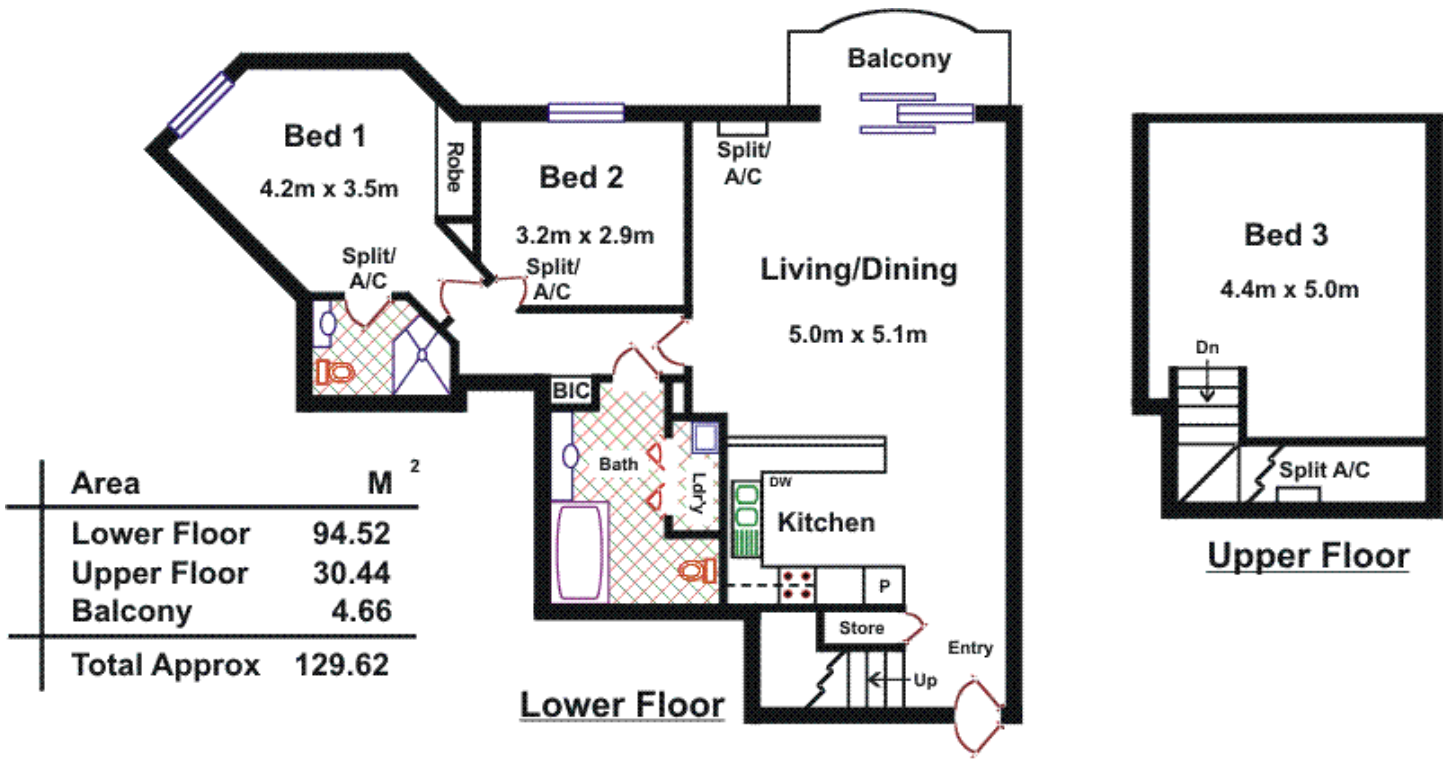 Balcony
Bed 1
4.2m x 3.5m
Robe
Bed 2
3.2m x 2.9m
Split/
A/C
Split/
A/C
Split/
A/C
Living/Dining
5.0m x 5.1m
BIC
Bath
Ldr'y
DW
Kitchen
P
Store
Entry
Up
Lower Floor
Bed 3
4.4m x 5.0m
Dn
Split A/C
Upper Floor
Area M 2
Lower Floor 94.52
Upper Floor 30.44
Balcony 4.66
Total Approx 129.62